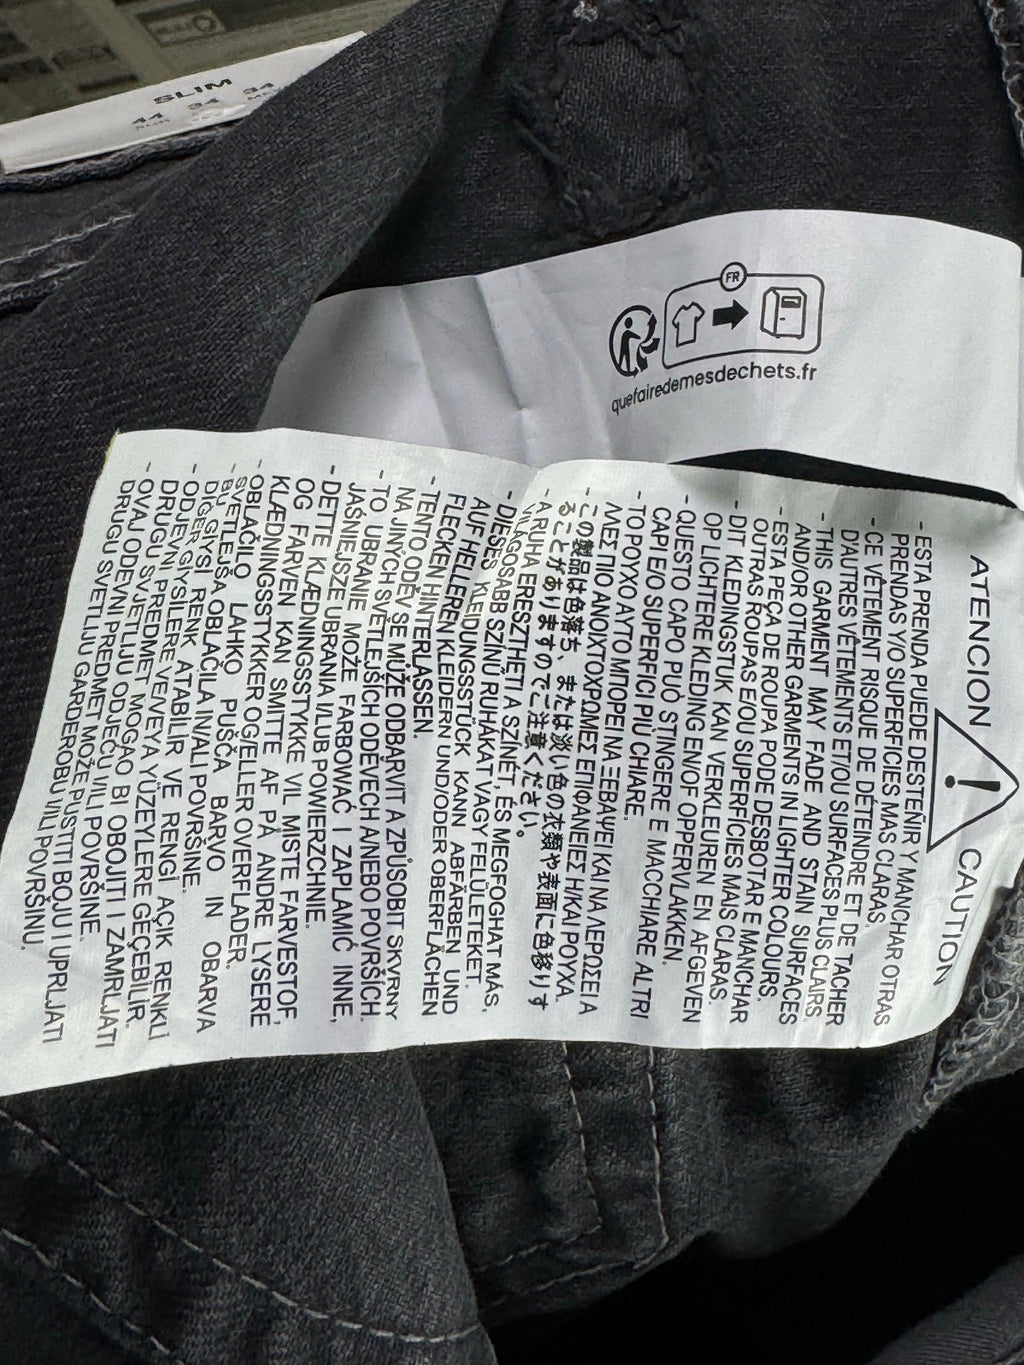 SLIM
44 34 34
FR
quefairedemesdechets.fr
ATENCION ! CAUTION
- ESTA PRENDA PUEDE DESTEÑIR Y MANCHAR OTRAS
PRENDAS Y/O SUPERFICIES MAS CLARAS.
- CE VÊTEMENT RISQUE DE DÉTEINDRE ET DE TACHER
D'AUTRES VÊTEMENTS ET/OU SURFACES PLUS CLAIRS.
- THIS GARMENT MAY FADE AND STAIN SURFACES
AND/OR OTHER GARMENTS IN LIGHTER COLOURS.
- ESTA PEÇA DE ROUPA PODE DESBOTAR E MANCHAR
OUTRAS ROUPAS E/OU SUPERFÍCIES MAIS CLARAS.
- DIT KLEDINGSTUK KAN VERKLEUREN EN AFGEVEN
OP LICHTERE KLEDING EN/OF OPPERVLAKKEN.
- QUESTO CAPO PUÒ STINGERE E MACCHIARE ALTRI
CAPI E/O SUPERFICI PIÙ CHIARE.
- ΤΟ ΡΟΥΧΟ ΑΥΤΟ ΜΠΟΡΕΙ ΝΑ ΞΕΒΑΨΕΙ ΚΑΙ ΝΑ ΛΕΡΩΣΕΙ Α
ΛΛΕΣ ΠΙΟ ΑΝΟΙΧΤΟΧΡΩΜΕΣ ΕΠΙΦΑΝΕΙΕΣ Η ΚΑΙ ΡΟΥΧΑ.
- この製品は色落ち、または淡い色の衣類や表面に色移りす
ることがありますのでご注意ください。
- A RUHA ERESZTHETI A SZÍNÉT, ÉS MEGFOGHAT MÁS,
VILÁGOSABB SZÍNŰ RUHÁKAT VAGY FELÜLETEKET.
- DIESES KLEIDUNGSSTÜCK KANN ABFÄRBEN UND
AUF HELLEREN KLEIDERN UND/ODER OBERFLÄCHEN
FLECKEN HINTERLASSEN.
- TENTO ODĚV SE MŮŽE ODBARVIT A ZPŮSOBIT SKVRNY
NA JINÝCH SVĚTLEJŠÍCH ODĚVECH A/NEBO POVRŠÍCH.
- TO UBRANIE MOŻE FARBOWAĆ I ZAPLAMIĆ INNE,
JAŚNIEJSZE UBRANIA I/LUB POWIERZCHNIE.
- DETTE KLÆDNINGSSTYKKE VIL MISTE FARVESTOF,
OG FARVEN KAN SMITTE AF PÅ ANDRE LYSERE
KLÆDNINGSSTYKKER OG/ELLER OVERFLADER.
- OBLAČILO LAHKO PUŠČA BARVO IN OBARVA
SVETLEJŠA OBLAČILA IN/ALI POVRŠINE.
- BU GİYSİ RENK ATABİLİR VE RENGİ AÇIK RENKLİ
DİĞER GİYSİLERE VE/VEYA YÜZEYLERE GEÇEBİLİR.
- ODJEVNI PREDMET MOGAO BI OBOJITI I ZAMRLJATI
DRUGU SVJETLIJU ODJEĆU I/ILI POVRŠINE.
- OVAJ ODEVNI PREDMET MOŽE PUSTITI BOJU I UPRLJATI
DRUGU SVETLIJU GARDEROBU I/ILI POVRŠINU.